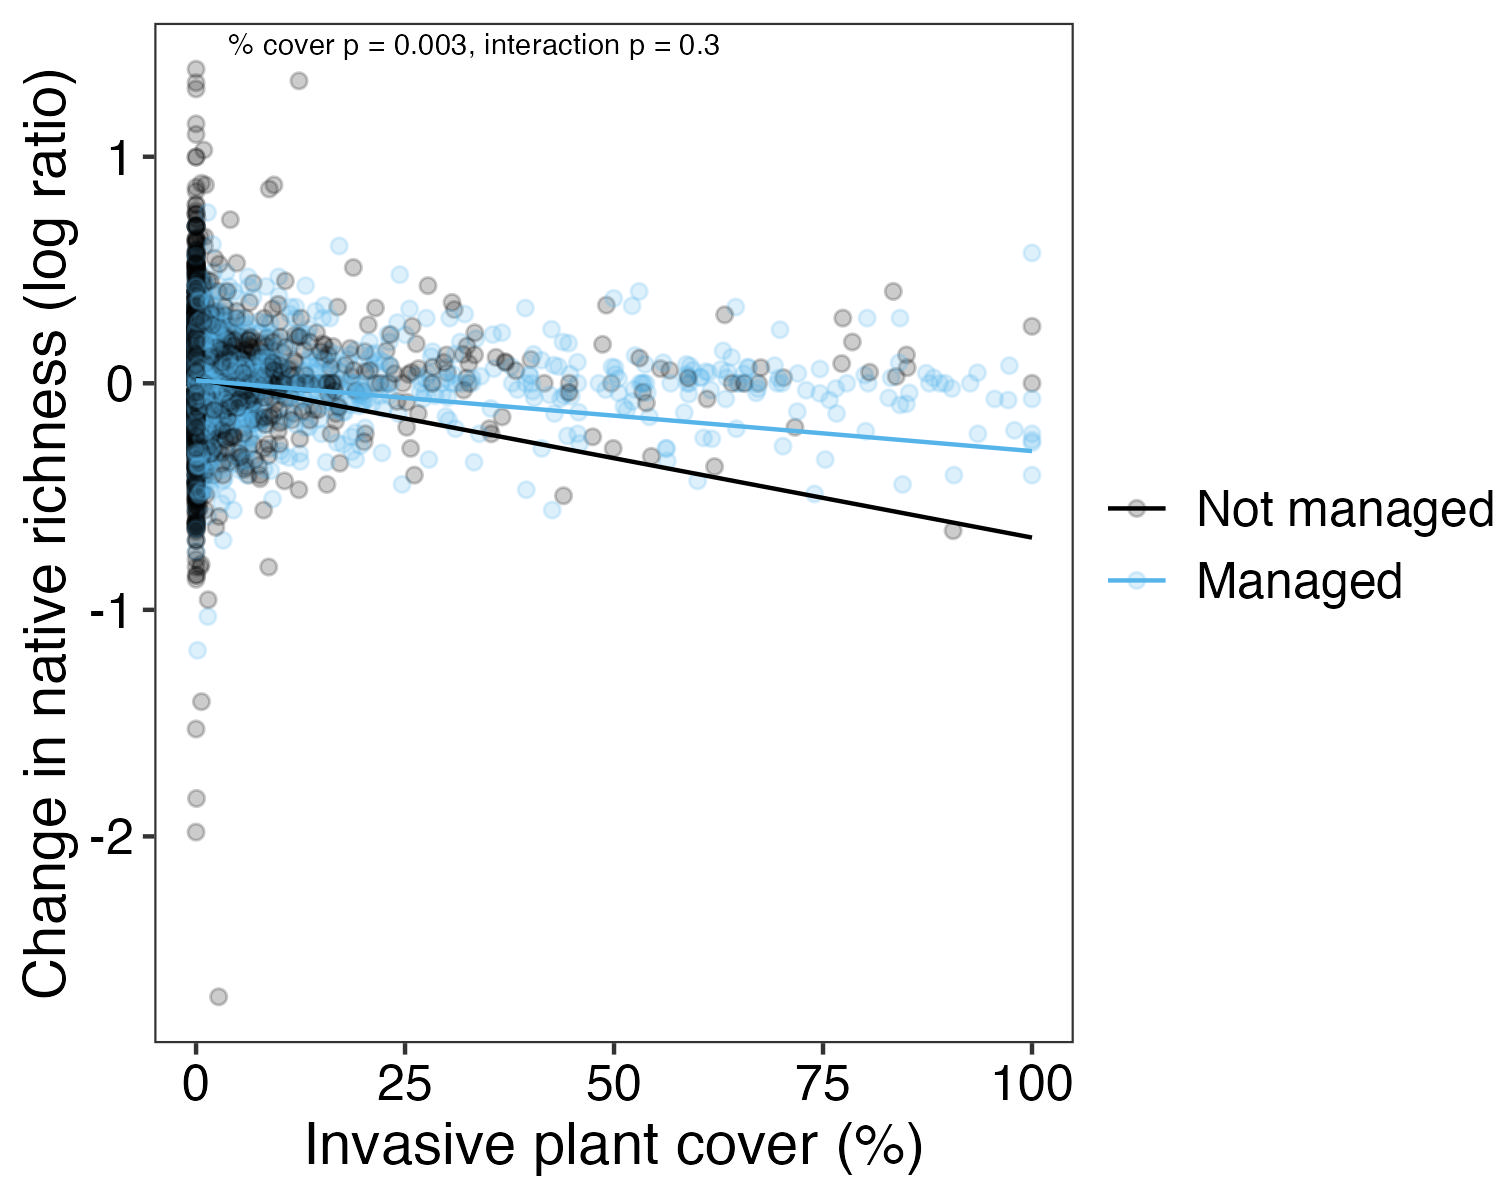 % cover p = 0.003, interaction p = 0.3
Change in native richness (log ratio)
1
0
-1
-2
0 25 50 75 100
Invasive plant cover (%)
Not managed
Managed